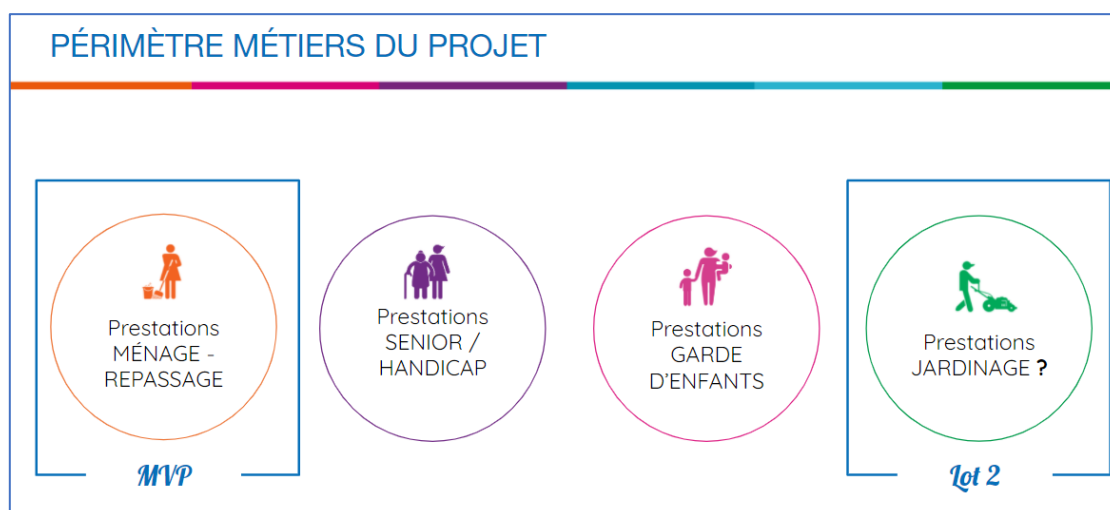 PÉRIMÈTRE MÉTIERS DU PROJET
Prestations
MÉNAGE -
REPASSAGE
MVP
Prestations
SENIOR /
HANDICAP
Prestations
GARDE
D'ENFANTS
Prestations
JARDINAGE ?
Lot 2